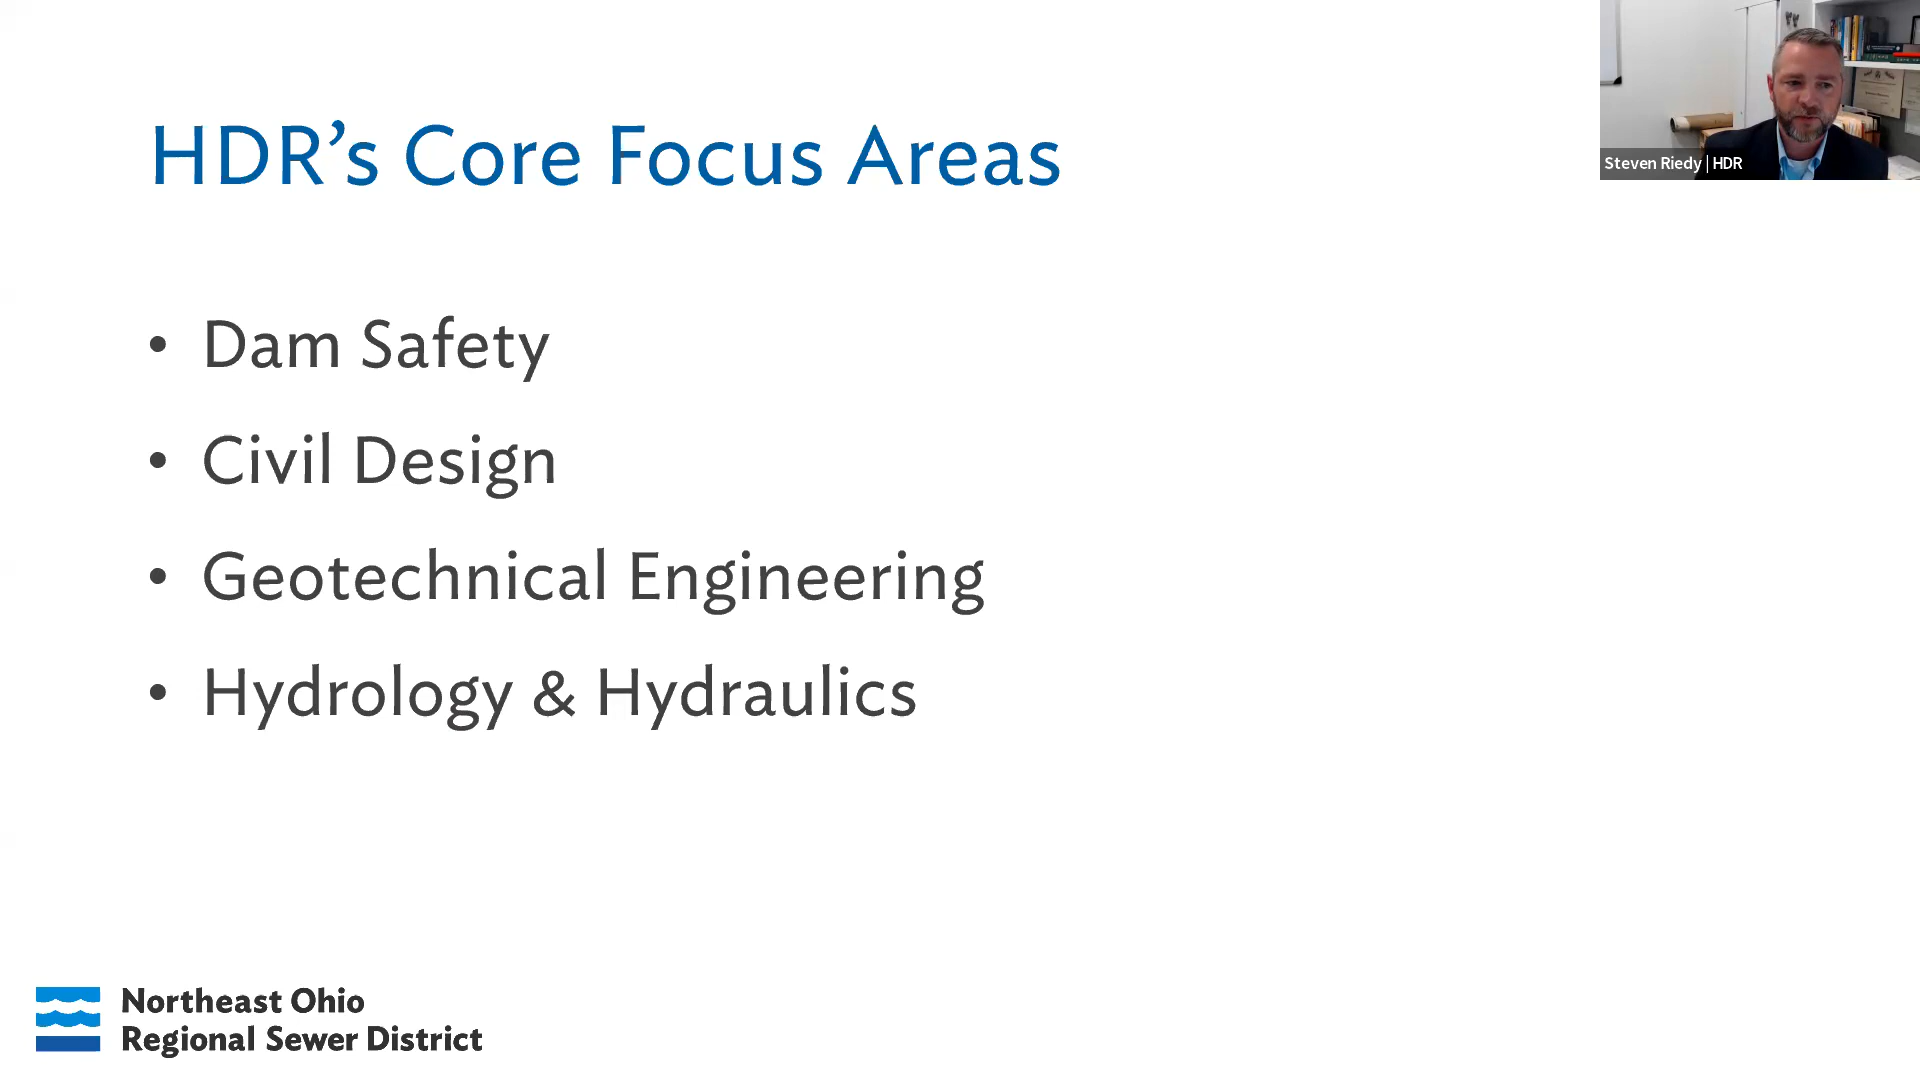 HDR’s Core Focus Areas
Steven Riedy | HDR
• Dam Safety
• Civil Design
• Geotechnical Engineering
• Hydrology & Hydraulics
Northeast Ohio
Regional Sewer District